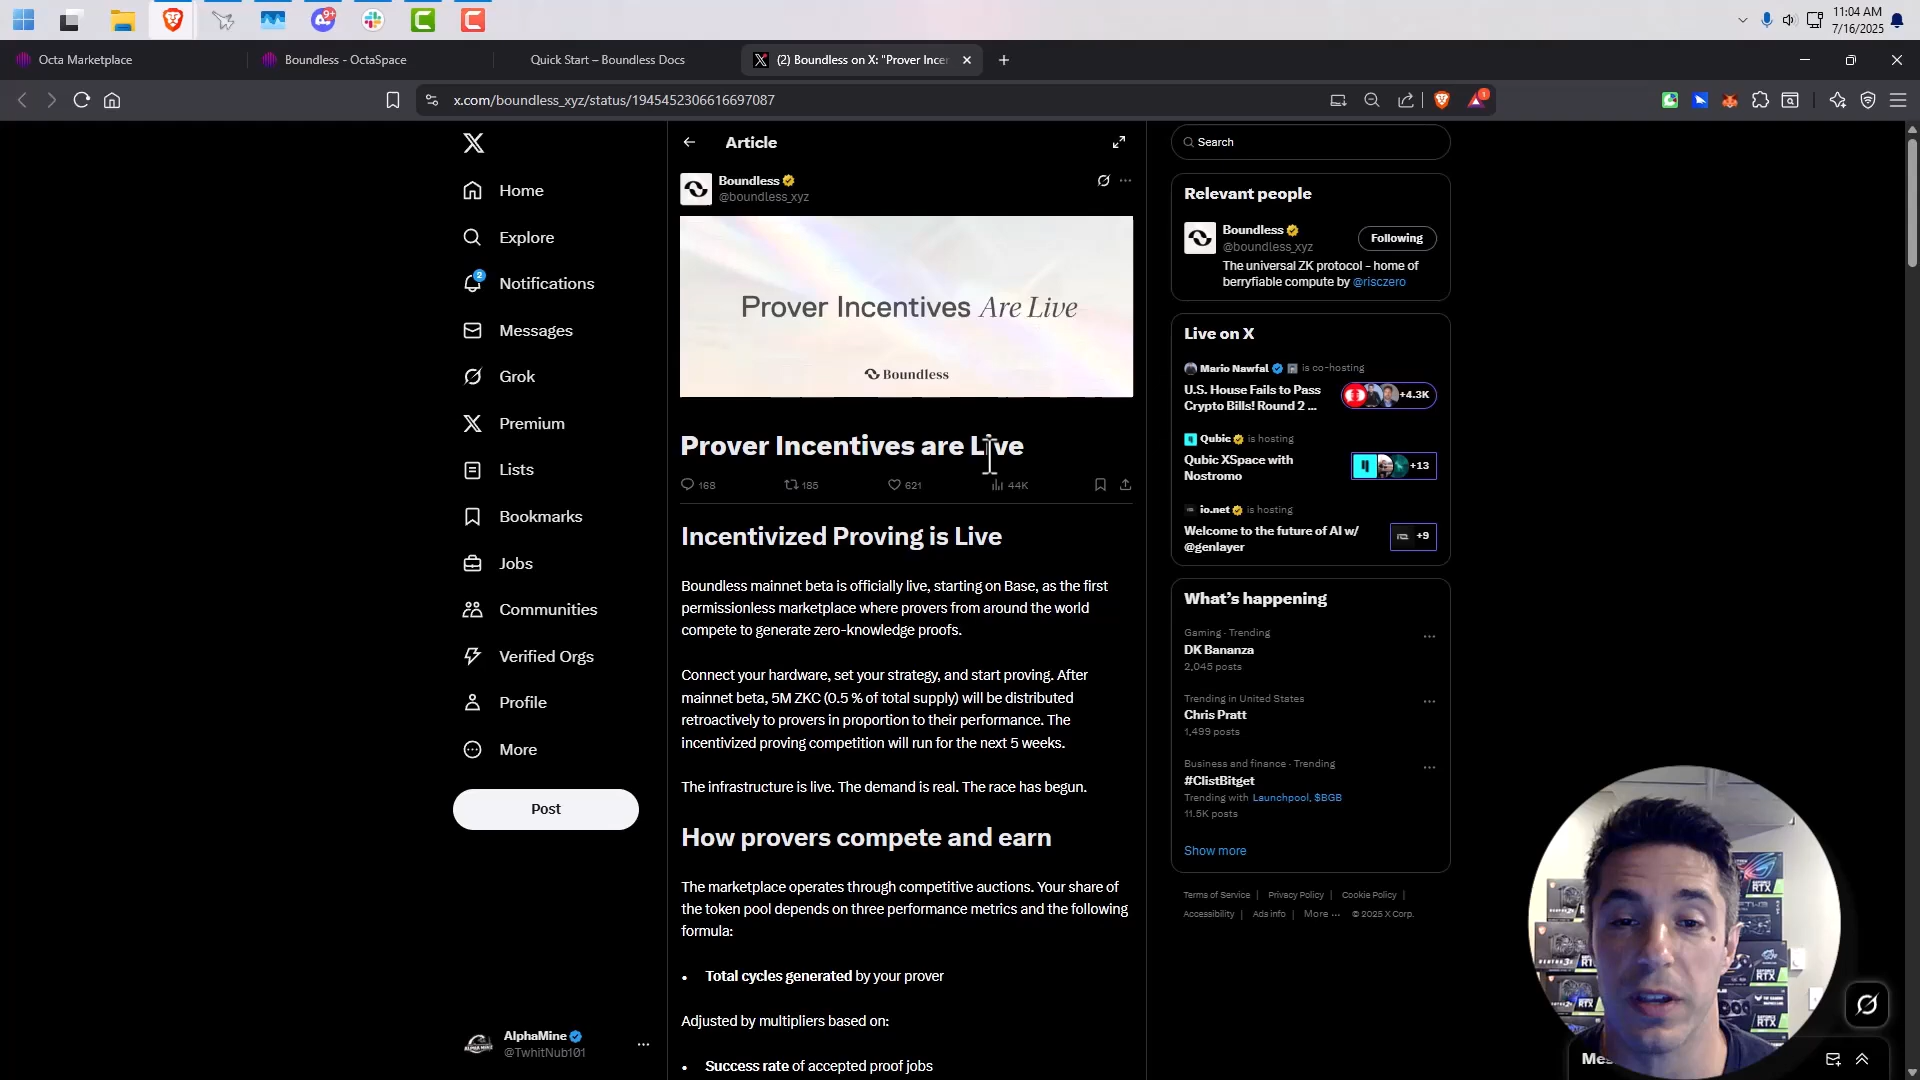 11:04 AM
7/16/2025
Octa Marketplace
Boundless - OctaSpace
Quick Start – Boundless Docs
(2) Boundless on X: "Prover Incen
x.com/boundless_xyz/status/1945452306616697087
Home
Explore
2
Notifications
Messages
Grok
Premium
Lists
Bookmarks
Jobs
Communities
Verified Orgs
Profile
More
Post
AlphaMine
@TwhitNub101
Article
Boundless
@boundless_xyz
Prover Incentives Are Live
Boundless
Prover Incentives are Live
168
185
621
44K
Incentivized Proving is Live
Boundless mainnet beta is officially live, starting on Base, as the first
permissionless marketplace where provers from around the world
compete to generate zero-knowledge proofs.
Connect your hardware, set your strategy, and start proving. After
mainnet beta, 5M ZKC (0.5 % of total supply) will be distributed
retroactively to provers in proportion to their performance. The
incentivized proving competition will run for the next 5 weeks.
The infrastructure is live. The demand is real. The race has begun.
How provers compete and earn
The marketplace operates through competitive auctions. Your share of
the token pool depends on three performance metrics and the following
formula:
• Total cycles generated by your prover
Adjusted by multipliers based on:
• Success rate of accepted proof jobs
Search
Relevant people
Boundless
@boundless_xyz
Following
The universal ZK protocol – home of
berryfiable compute by @risczero
Live on X
Mario Nawfal is co-hosting
U.S. House Fails to Pass
Crypto Bills! Round 2 ...
+4.3K
Qubic is hosting
Qubic XSpace with
Nostromo
+13
io.net is hosting
Welcome to the future of AI w/
@genlayer
+9
What's happening
Gaming · Trending
DK Bananza
2,045 posts
Trending in United States
Chris Pratt
1,499 posts
Business and finance · Trending
#ClistBitget
Trending with Launchpool, $BGB
11.5K posts
Show more
Terms of Service | Privacy Policy | Cookie Policy |
Accessibility | Ads info | More ··· © 2025 X Corp.